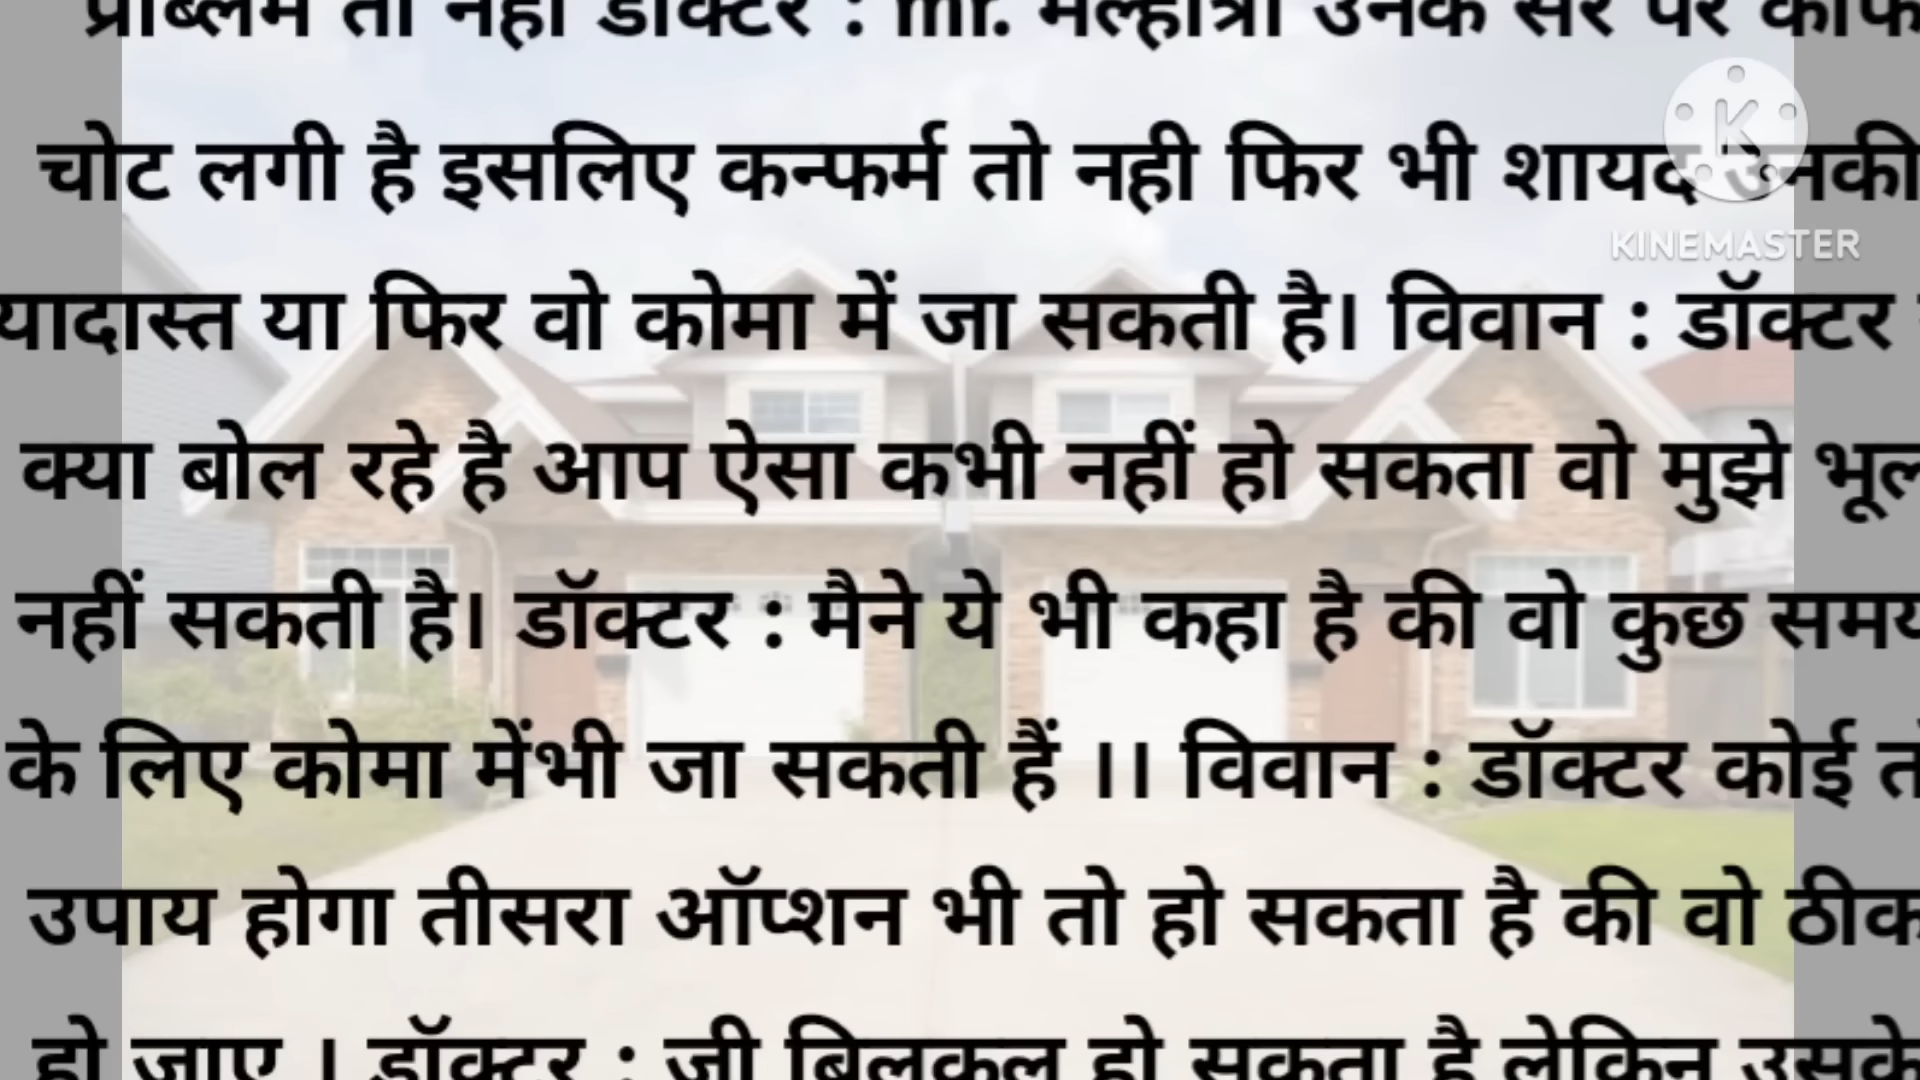 प्रॉब्लम तो नहीं डॉक्टर : mr. मल्होत्रा उनके सर पर काफ
चोट लगी है इसलिए कन्फर्म तो नही फिर भी शायद उनकी
यादास्त या फिर वो कोमा में जा सकती है। विवान : डॉक्टर
क्या बोल रहे है आप ऐसा कभी नहीं हो सकता वो मुझे भूल
नहीं सकती है। डॉक्टर : मैने ये भी कहा है की वो कुछ समय
के लिए कोमा मेंभी जा सकती हैं ।। विवान : डॉक्टर कोई तो
उपाय होगा तीसरा ऑप्शन भी तो हो सकता है की वो ठीक
हो जाए । डॉक्टर : जी बिलकुल हो सकता है लेकिन उसके
KINEMASTER